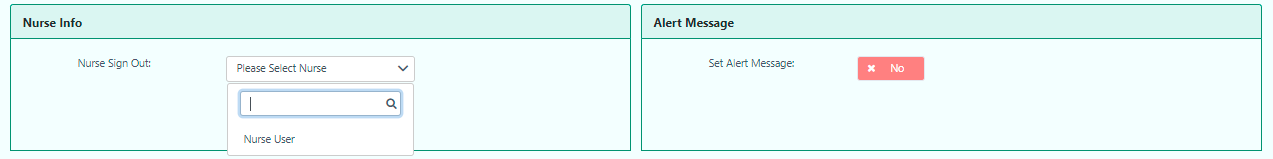 Nurse Info
Nurse Sign Out:
Please Select Nurse
Nurse User
Alert Message
Set Alert Message:
No